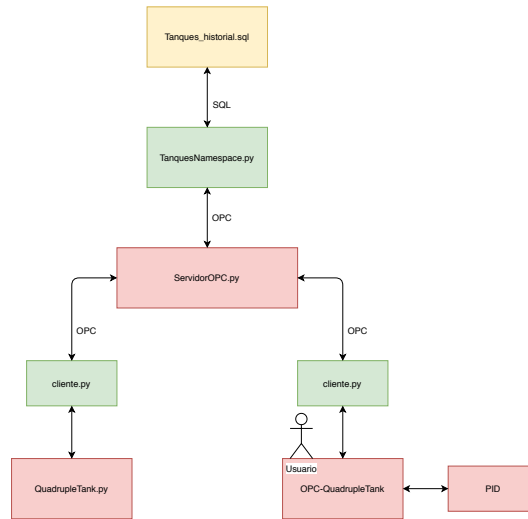 Tanques_historial.sql
SQL
TanquesNamespace.py
OPC
ServidorOPC.py
OPC
OPC
cliente.py
cliente.py
Usuario
QuadrupleTank.py
OPC-QuadrupleTank
PID